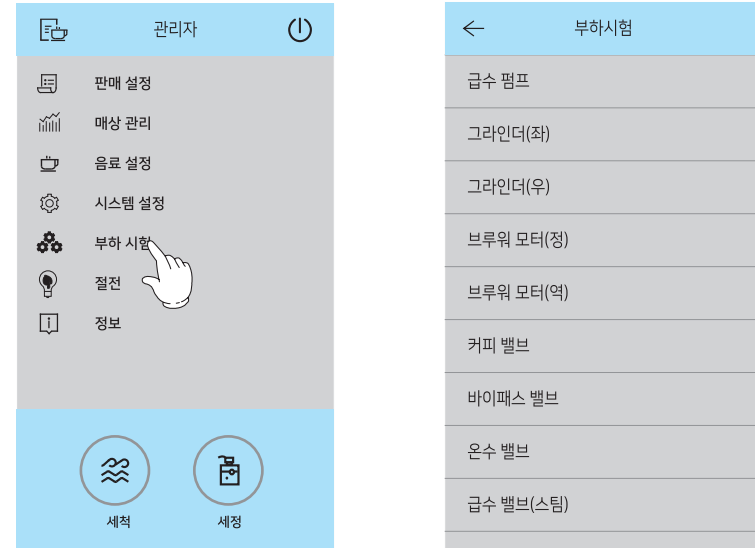 관리자
판매 설정
매상 관리
음료 설정
시스템 설정
부하 시험
절전
정보
세척
세정
부하시험
급수 펌프
그라인더(좌)
그라인더(우)
브루워 모터(정)
브루워 모터(역)
커피 밸브
바이패스 밸브
온수 밸브
급수 밸브(스팀)